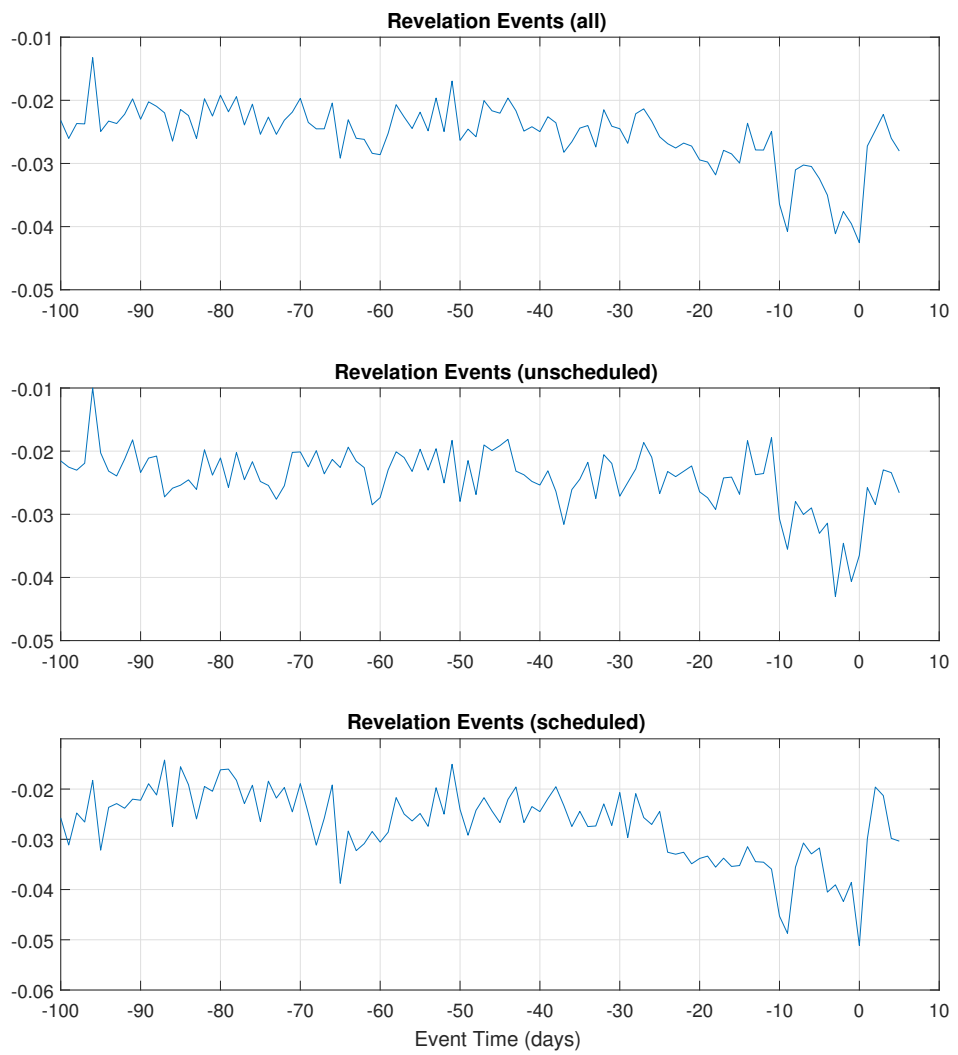 Revelation Events (all)
-0.01
-0.02
-0.03
-0.04
-0.05
-100 -90 -80 -70 -60 -50 -40 -30 -20 -10 0 10
Revelation Events (unscheduled)
-0.01
-0.02
-0.03
-0.04
-0.05
-100 -90 -80 -70 -60 -50 -40 -30 -20 -10 0 10
Revelation Events (scheduled)
-0.02
-0.03
-0.04
-0.05
-0.06
-100 -90 -80 -70 -60 -50 -40 -30 -20 -10 0 10
Event Time (days)